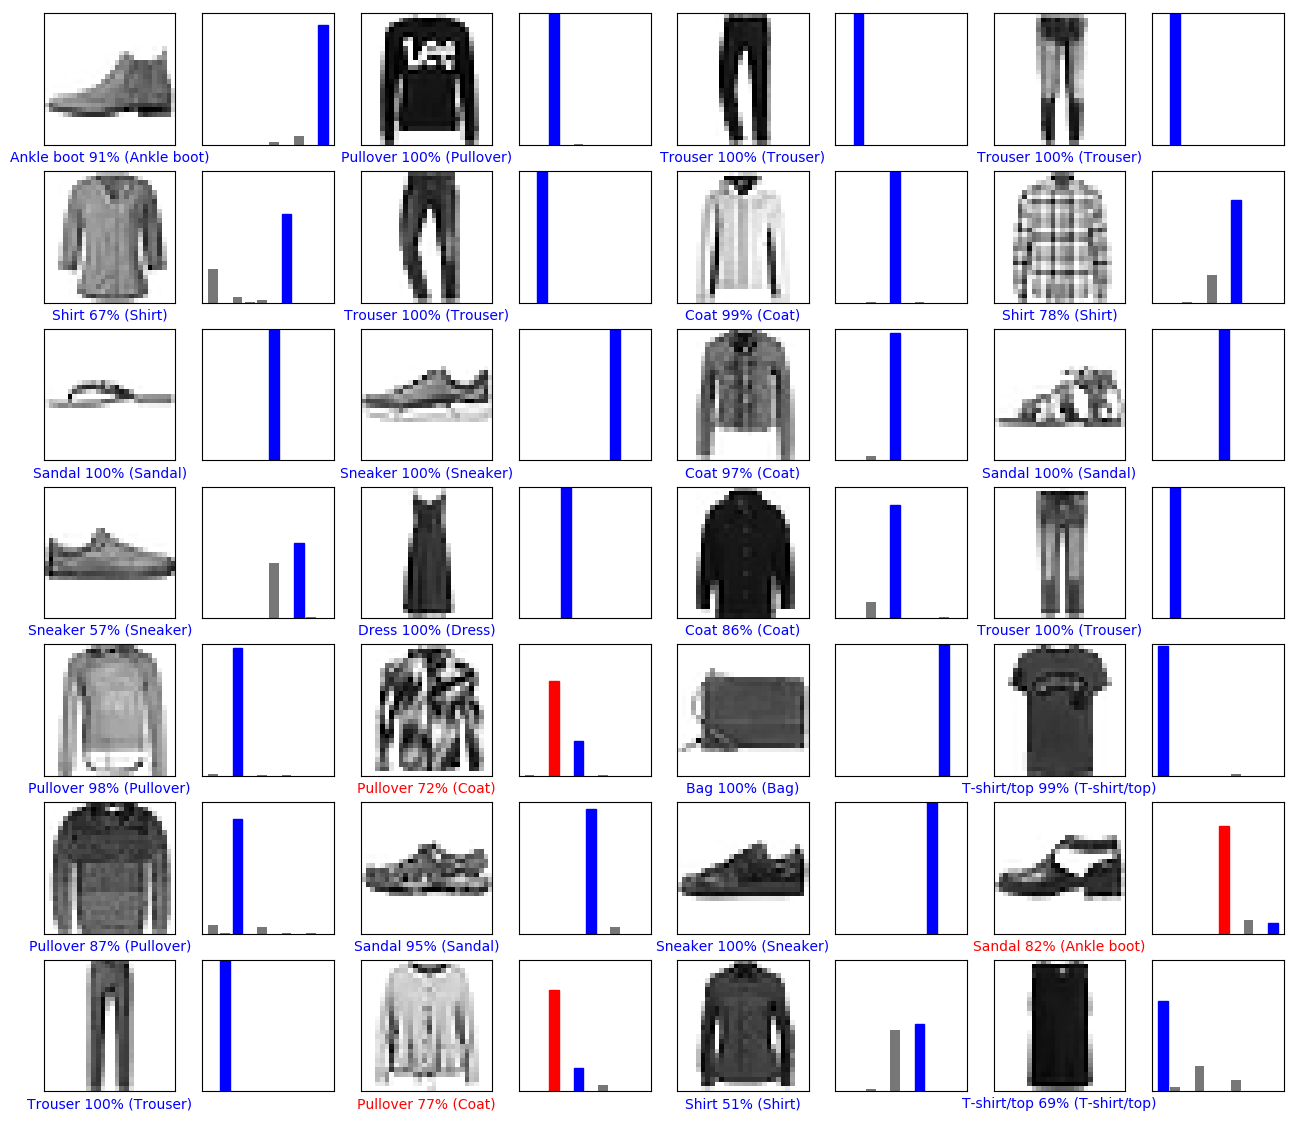 Lee
Ankle boot 91% (Ankle boot)
Pullover 100% (Pullover)
Trouser 100% (Trouser)
Trouser 100% (Trouser)
Shirt 67% (Shirt)
Trouser 100% (Trouser)
Coat 99% (Coat)
Shirt 78% (Shirt)
Sandal 100% (Sandal)
Sneaker 100% (Sneaker)
Coat 97% (Coat)
Sandal 100% (Sandal)
Sneaker 57% (Sneaker)
Dress 100% (Dress)
Coat 86% (Coat)
Trouser 100% (Trouser)
Pullover 98% (Pullover)
Pullover 72% (Coat)
Bag 100% (Bag)
T-shirt/top 99% (T-shirt/top)
Pullover 87% (Pullover)
Sandal 95% (Sandal)
Sneaker 100% (Sneaker)
Sandal 82% (Ankle boot)
Trouser 100% (Trouser)
Pullover 77% (Coat)
Shirt 51% (Shirt)
T-shirt/top 69% (T-shirt/top)